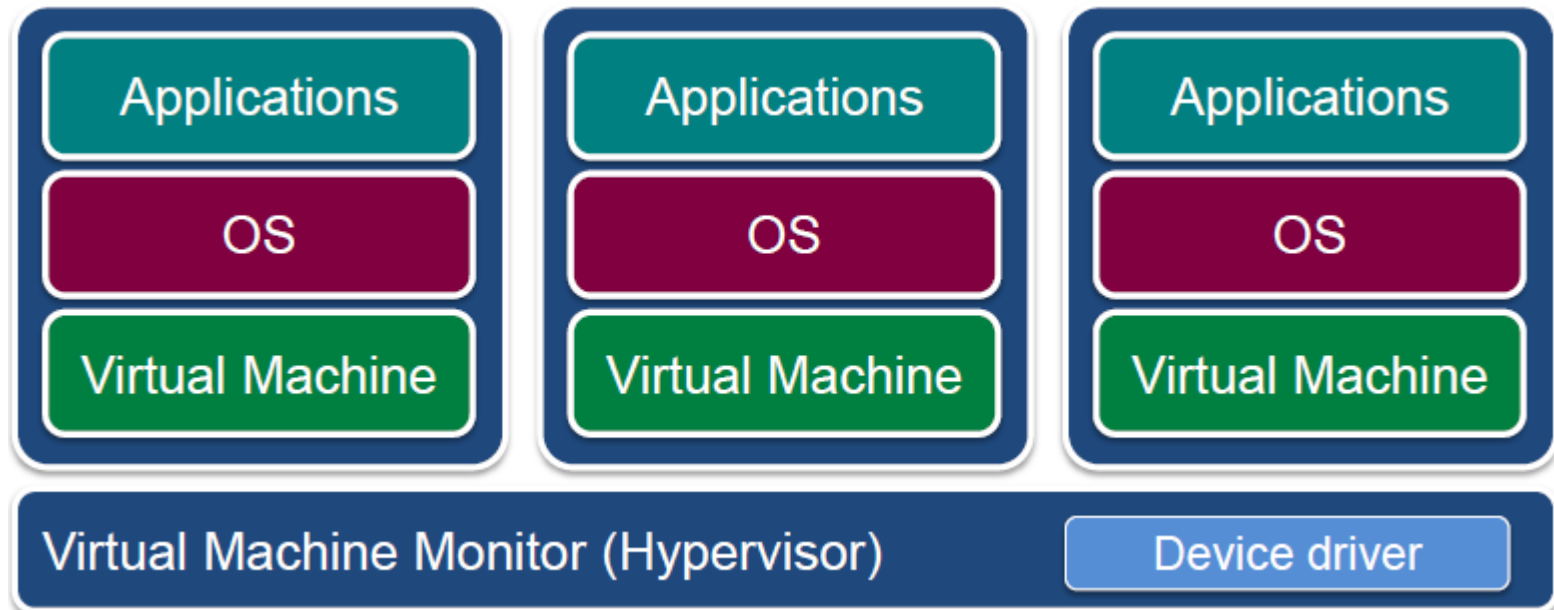 Applications Applications Applications
OS OS OS
Virtual Machine Virtual Machine Virtual Machine
Virtual Machine Monitor (Hypervisor) Device driver